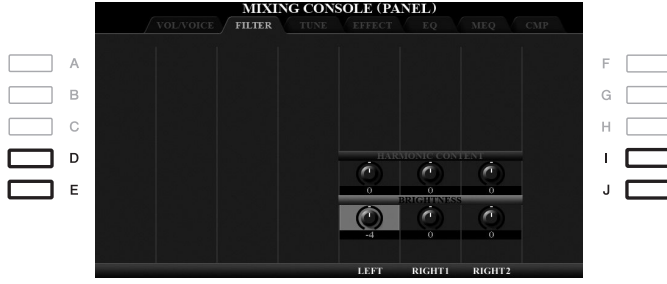 MIXING CONSOLE (PANEL)
VOL/VOICE FILTER TUNE EFFECT EQ MEQ CMP
A F
B G
C H
D I
HARMONIC CONTENT
0 0 0
E J
BRIGHTNESS
-4 0 0
LEFT RIGHT1 RIGHT2